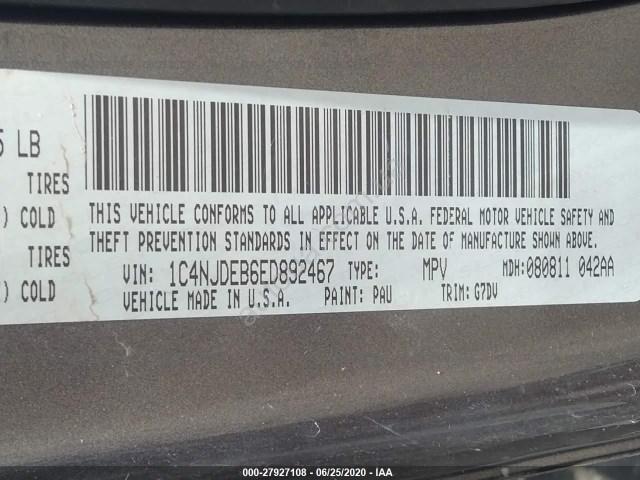 5 LB
TIRES
) COLD
TIRES
) COLD
THIS VEHICLE CONFORMS TO ALL APPLICABLE U.S.A. FEDERAL MOTOR VEHICLE SAFETY AND
THEFT PREVENTION STANDARDS IN EFFECT ON THE DATE OF MANUFACTURE SHOWN ABOVE.
VIN: 1C4NJDEB6ED892467 TYPE: MPV MDH:080811 042AA
VEHICLE MADE IN U.S.A. PAINT: PAU TRIM: G7DV
000-27927108 - 06/25/2020 - IAA